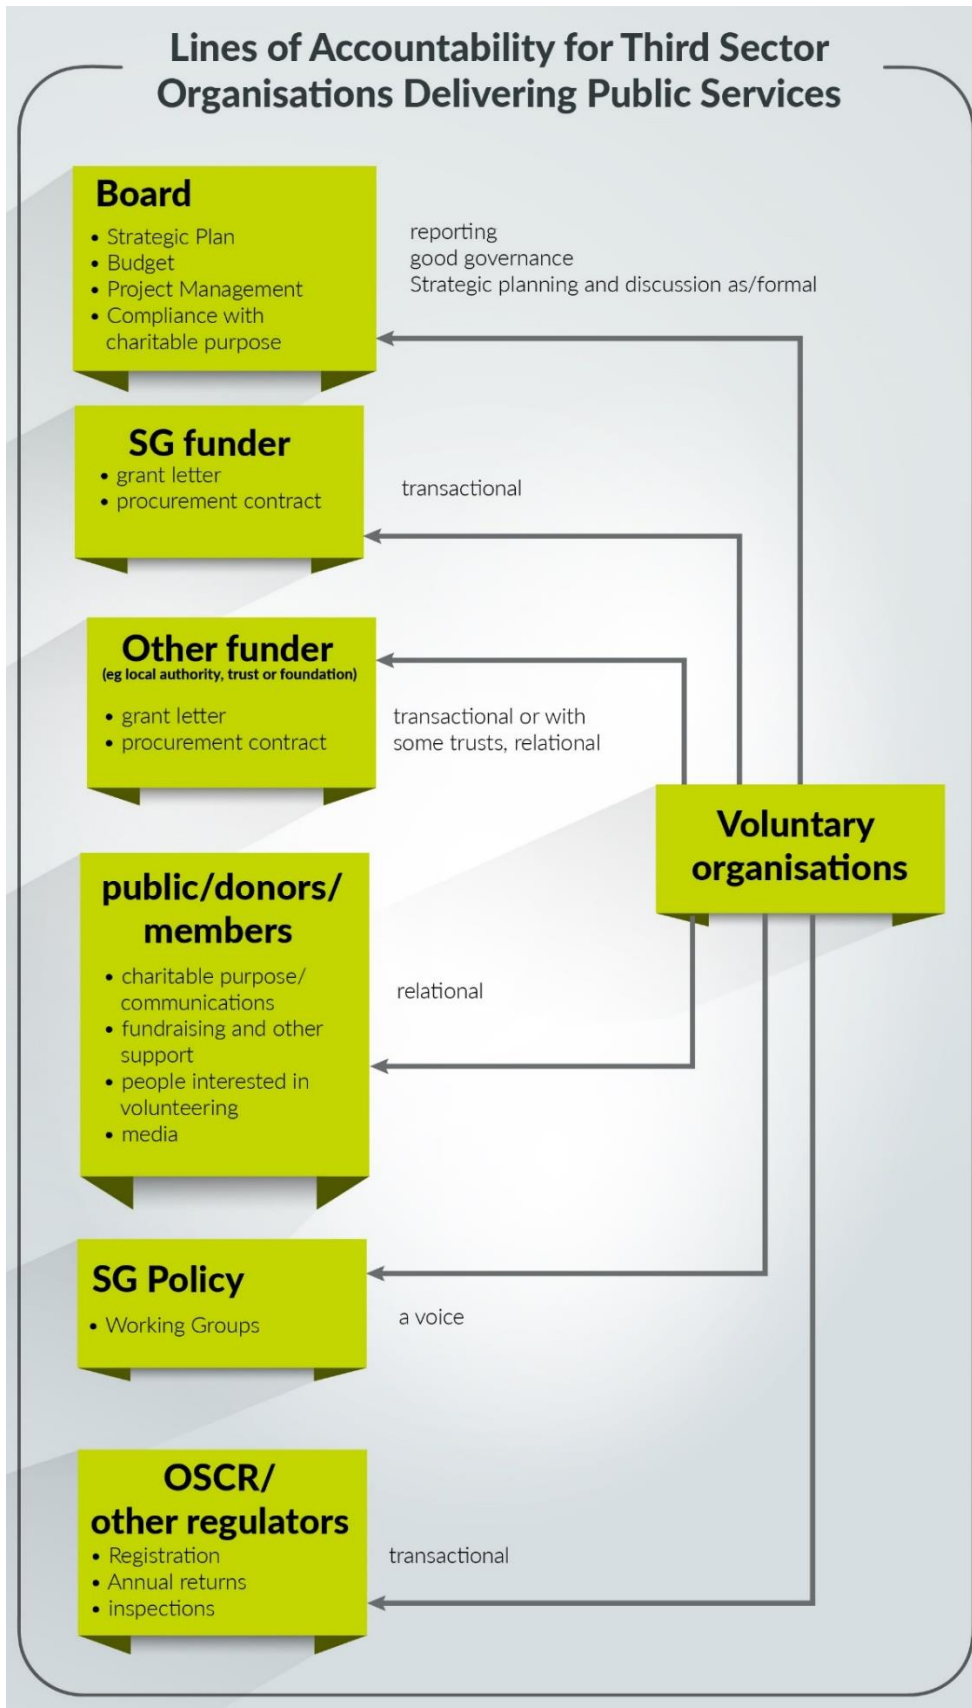 Lines of Accountability for Third Sector
Organisations Delivering Public Services
Board
• Strategic Plan
• Budget
• Project Management
• Compliance with
charitable purpose
reporting
good governance
Strategic planning and discussion as/formal
SG funder
• grant letter
• procurement contract
transactional
Other funder
(eg local authority, trust or foundation)
• grant letter
• procurement contract
transactional or with
some trusts, relational
Voluntary
organisations
public/donors/
members
• charitable purpose/
communications
• fundraising and other
support
• people interested in
volunteering
• media
relational
SG Policy
• Working Groups
a voice
OSCR/
other regulators
• Registration
• Annual returns
• inspections
transactional